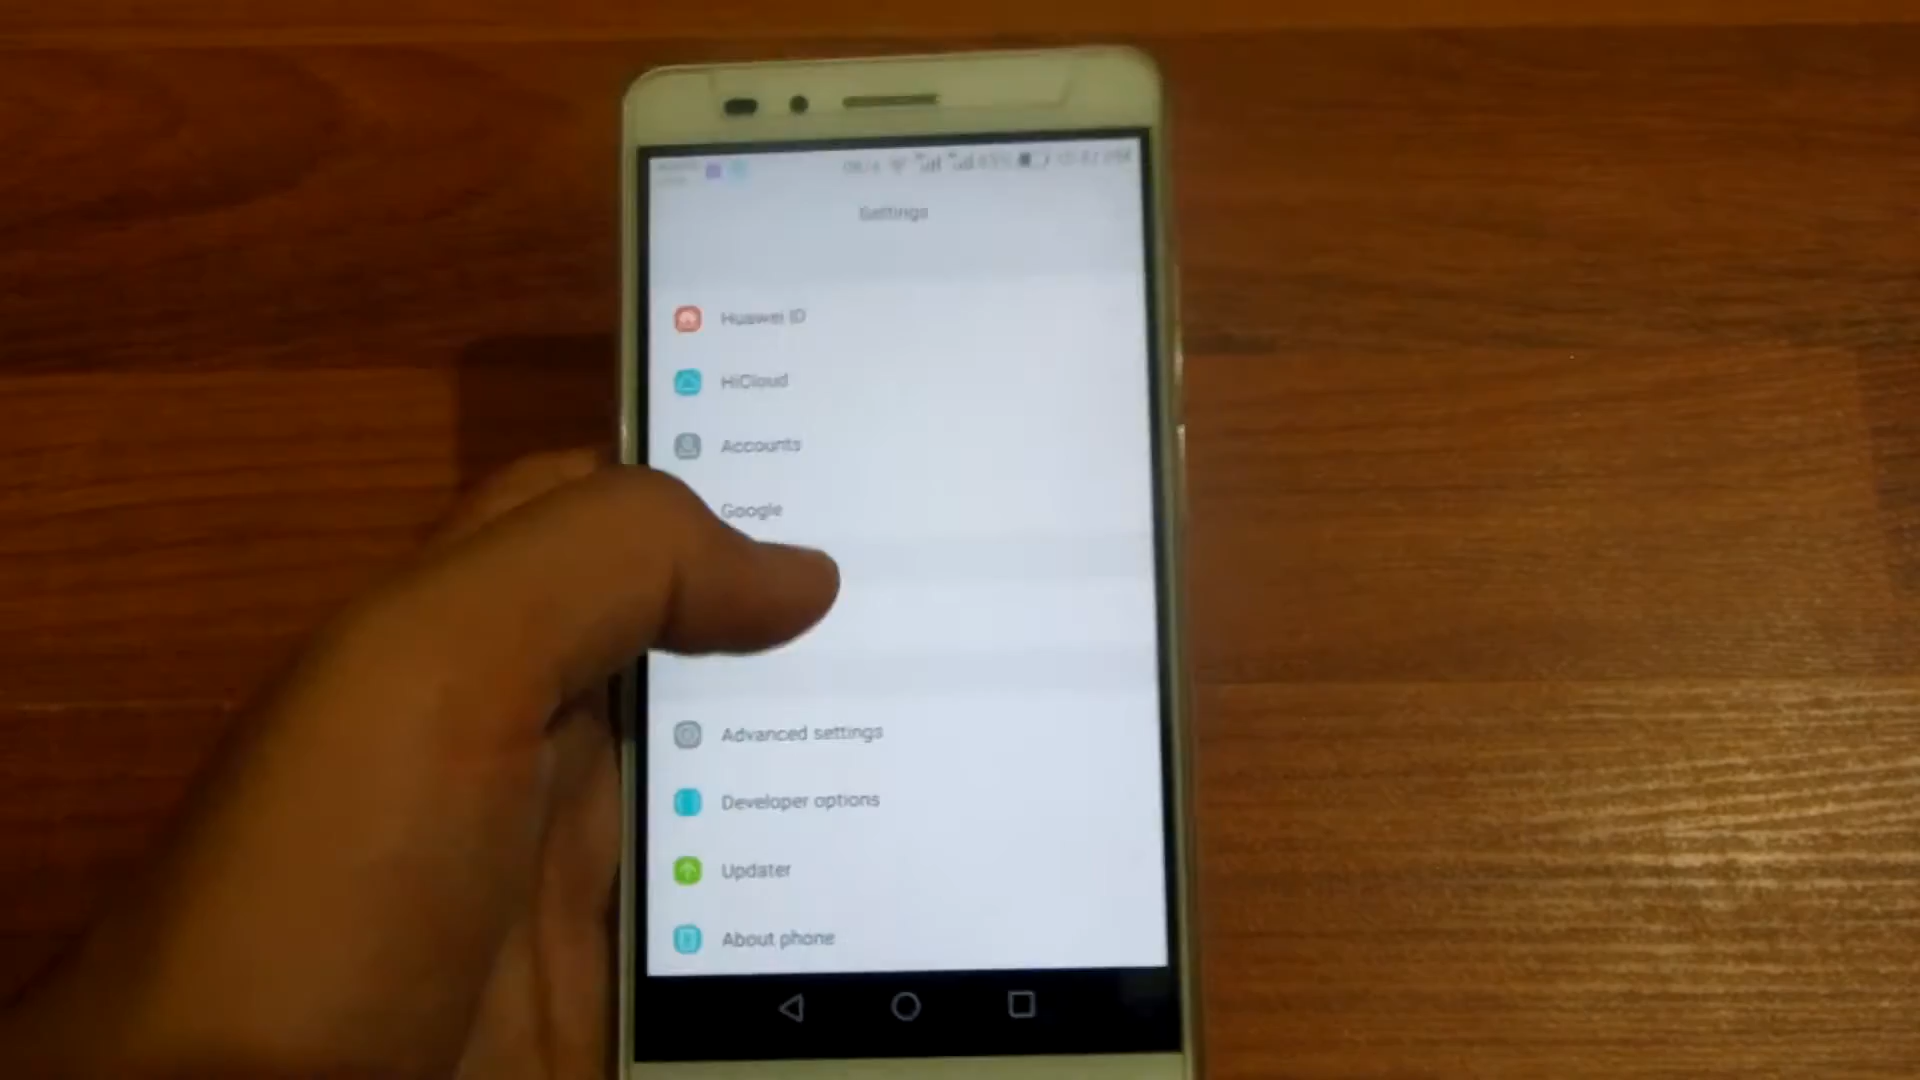 Settings
Huawei ID
HiCloud
Accounts
Google
Advanced settings
Developer options
Updater
About phone